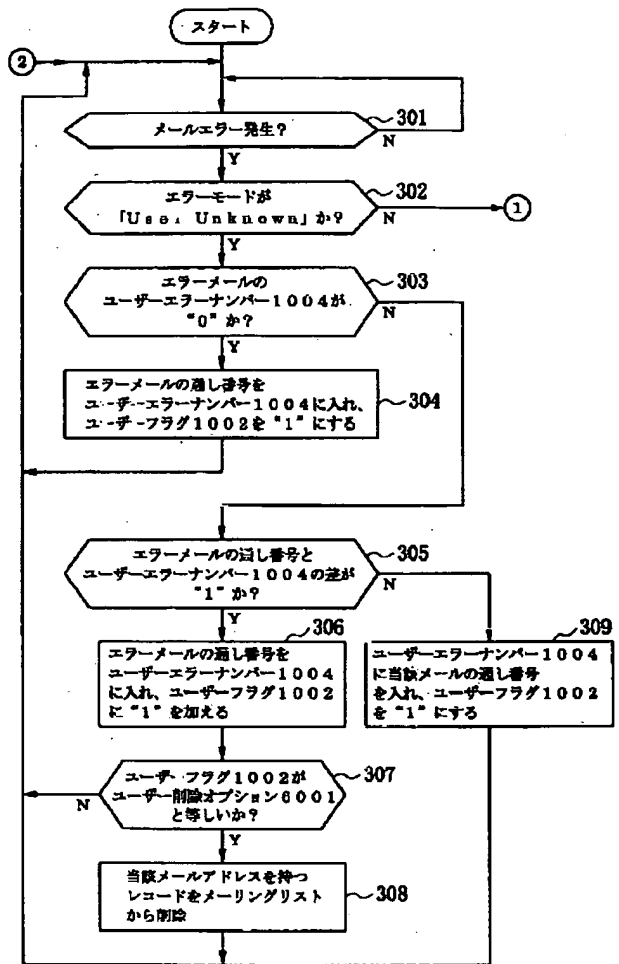 スタート
②
メールエラー発生？
301
N
Y
エラーモードが
「User Unknown」か？
302
N
①
Y
エラーメールの
ユーザーエラーナンバー1004が
“0”か？
303
N
Y
エラーメールの通し番号を
ユーザーエラーナンバー1004に入れ、
ユーザーフラグ1002を“1”にする
304
エラーメールの通し番号と
ユーザーエラーナンバー1004の差が
“1”か？
305
N
Y
306
エラーメールの通し番号を
ユーザーエラーナンバー1004
に入れ、ユーザーフラグ1002
に“1”を加える
309
ユーザーエラーナンバー1004
に当該メールの通し番号
を入れ、ユーザーフラグ1002
を“1”にする
ユーザーフラグ1002が
ユーザー削除オプション6001
と等しいか？
307
N
Y
当該メールアドレスを持つ
レコードをメーリングリスト
から削除
308